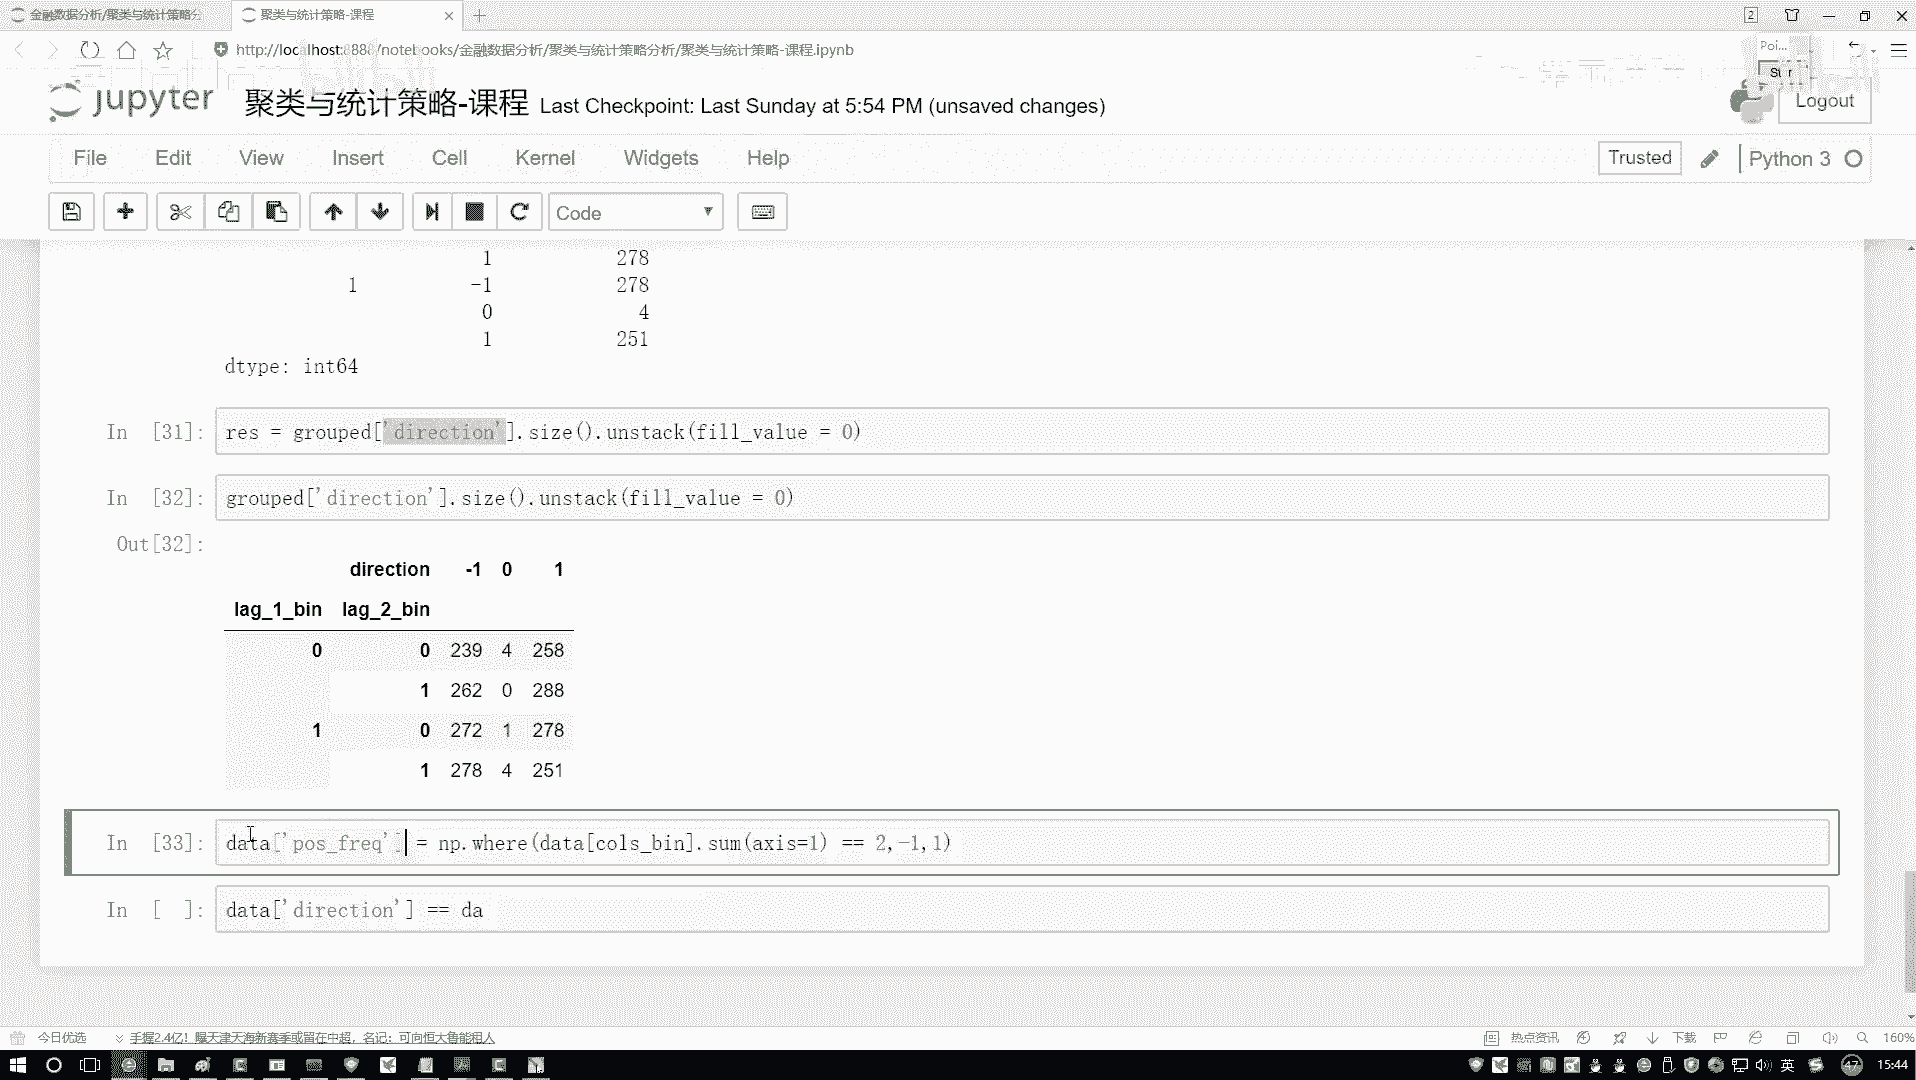 金融数据分析/聚类与统计策略分
聚类与统计策略-课程
2
http://localhost:8888/notebooks/金融数据分析/聚类与统计策略分析/聚类与统计策略-课程.ipynb
Poi...
jupyter 聚类与统计策略-课程 Last Checkpoint: Last Sunday at 5:54 PM (unsaved changes)
Logout
File Edit View Insert Cell Kernel Widgets Help
Trusted Python 3
Code
1 278
1 -1 278
0 4
1 251
dtype: int64
In [31]: res = grouped['direction'].size().unstack(fill_value = 0)
In [32]: grouped['direction'].size().unstack(fill_value = 0)
Out[32]:
direction -1 0 1
lag_1_bin lag_2_bin
0 0 239 4 258
1 262 0 288
1 0 272 1 278
1 278 4 251
In [33]: data['pos_freq'] = np.where(data[cols_bin].sum(axis=1) == 2,-1,1)
In [ ]: data['direction'] == da
今日优选 手握2.4亿！曝天津天海新赛季或留在中超，名记：可向恒大鲁能租人 热点资讯 下载 160%
英 47 15:44